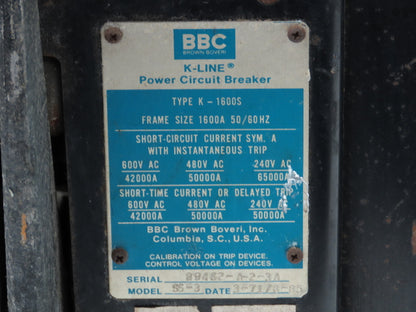 BBC
BROWN BOVERI
K-LINE®
Power Circuit Breaker
TYPE K-1600S
FRAME SIZE 1600A 50/60HZ
SHORT-CIRCUIT CURRENT SYM. A
WITH INSTANTANEOUS TRIP
600V AC 480V AC 240V AC
42000A 50000A 65000A
SHORT-TIME CURRENT OR DELAYED TRIP
600V AC 480V AC 240V AC
42000A 50000A 50000A
BBC Brown Boveri, Inc.
Columbia, S.C., U.S.A.
CALIBRATION ON TRIP DEVICE.
CONTROL VOLTAGE ON DEVICES.
SERIAL
MODEL SS-3 DATE